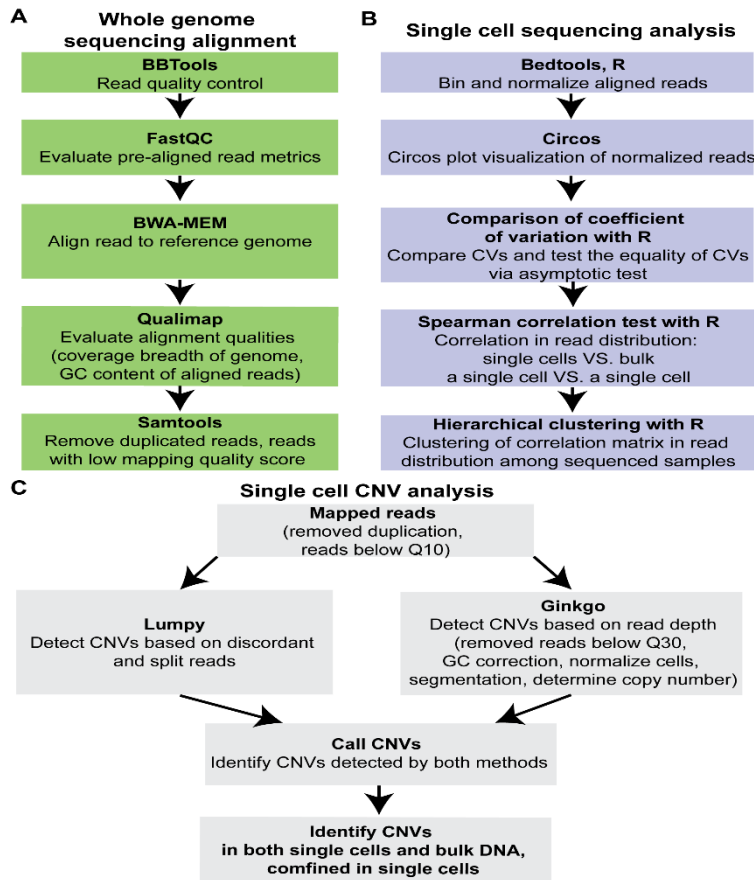 A
Whole genome
sequencing alignment
BBTools
Read quality control
FastQC
Evaluate pre-aligned read metrics
BWA-MEM
Align read to reference genome
Qualimap
Evaluate alignment qualities
(coverage breadth of genome,
GC content of aligned reads)
Samtools
Remove duplicated reads, reads
with low mapping quality score
B
Single cell sequencing analysis
Bedtools, R
Bin and normalize aligned reads
Circos
Circos plot visualization of normalized reads
Comparison of coefficient
of variation with R
Compare CVs and test the equality of CVs
via asymptotic test
Spearman correlation test with R
Correlation in read distribution:
single cells VS. bulk
a single cell VS. a single cell
Hierarchical clustering with R
Clustering of correlation matrix in read
distribution among sequenced samples
C
Single cell CNV analysis
Mapped reads
(removed duplication,
reads below Q10)
Lumpy
Detect CNVs based on discordant
and split reads
Ginkgo
Detect CNVs based on read depth
(removed reads below Q30,
GC correction, normalize cells,
segmentation, determine copy number)
Call CNVs
Identify CNVs detected by both methods
Identify CNVs
in both single cells and bulk DNA,
comfined in single cells